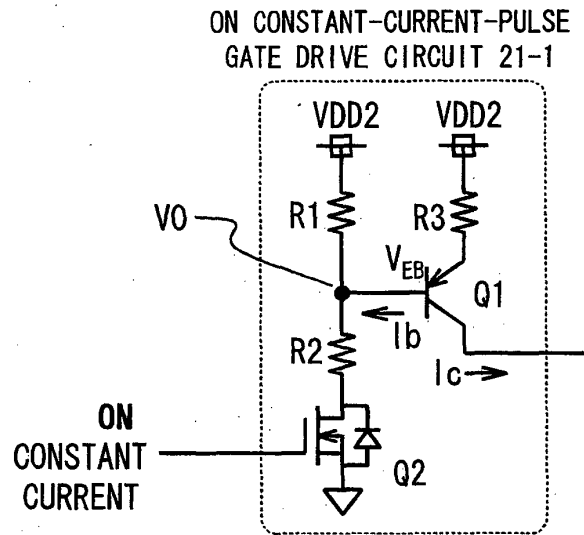 ON CONSTANT-CURRENT-PULSE
GATE DRIVE CIRCUIT 21-1
VDD2 VDD2
V0 R1 R3
VEB Q1
Ib
R2 Ic
ON
CONSTANT
CURRENT
Q2